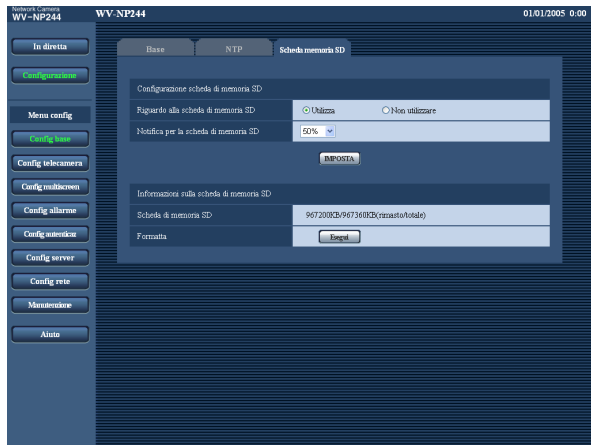 Network Camera
WV-NP244
WV-NP244
01/01/2005 0:00
In diretta
Configurazione
Menu config
Config base
Config telecamera
Config multiscreen
Config allarme
Config autenticaz
Config server
Config rete
Manutenzione
Aiuto
Base
NTP
Scheda memoria SD
Configurazione scheda di memoria SD
Riguardo alla scheda di memoria SD
Utilizza
Non utilizzare
Notifica per la scheda di memoria SD
50%
IMPOSTA
Informazioni sulla scheda di memoria SD
Scheda di memoria SD
967200KB/967360KB(rimasto/totale)
Formatta
Esegui